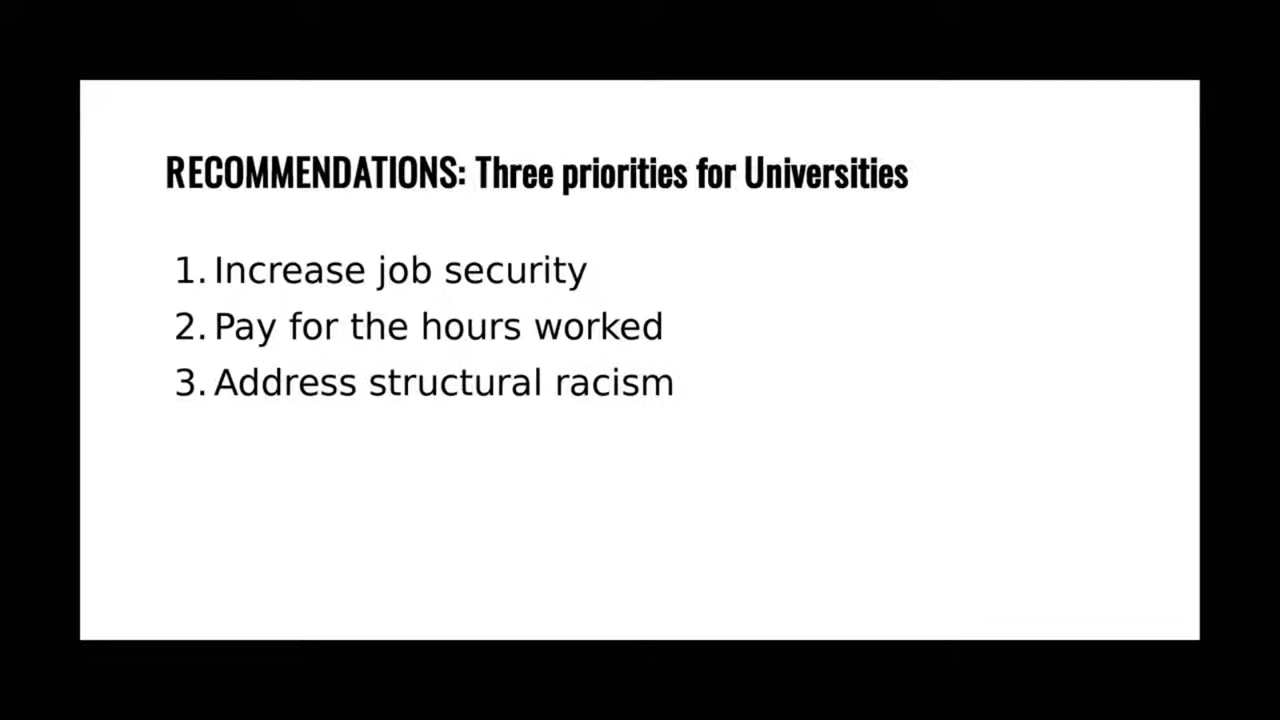 RECOMMENDATIONS: Three priorities for Universities
1. Increase job security
2. Pay for the hours worked
3. Address structural racism